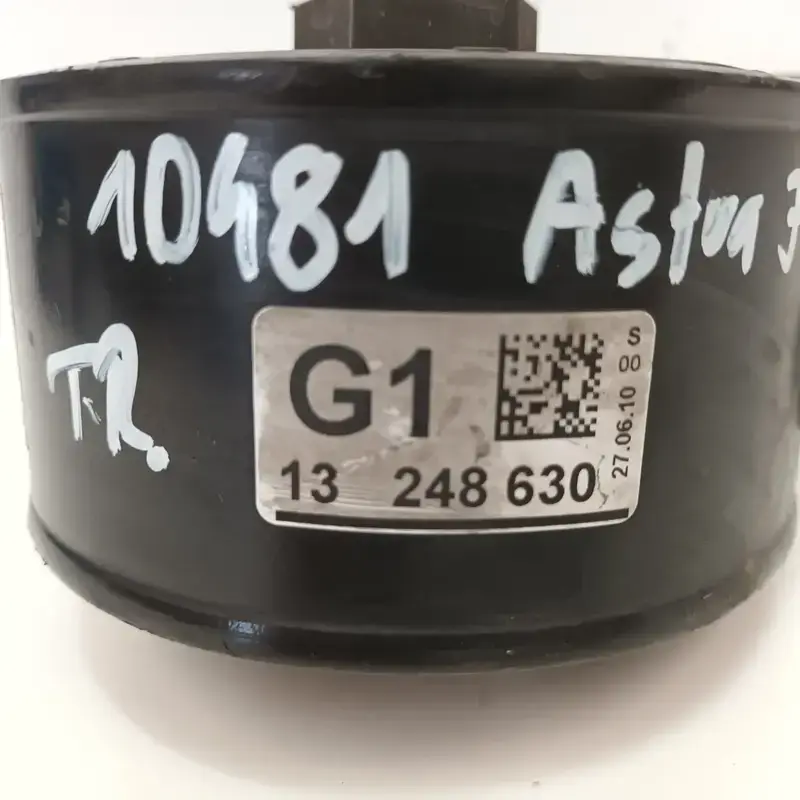 10481 Astra J
T.R.
G1
S
00
27.06.10
13 248 630